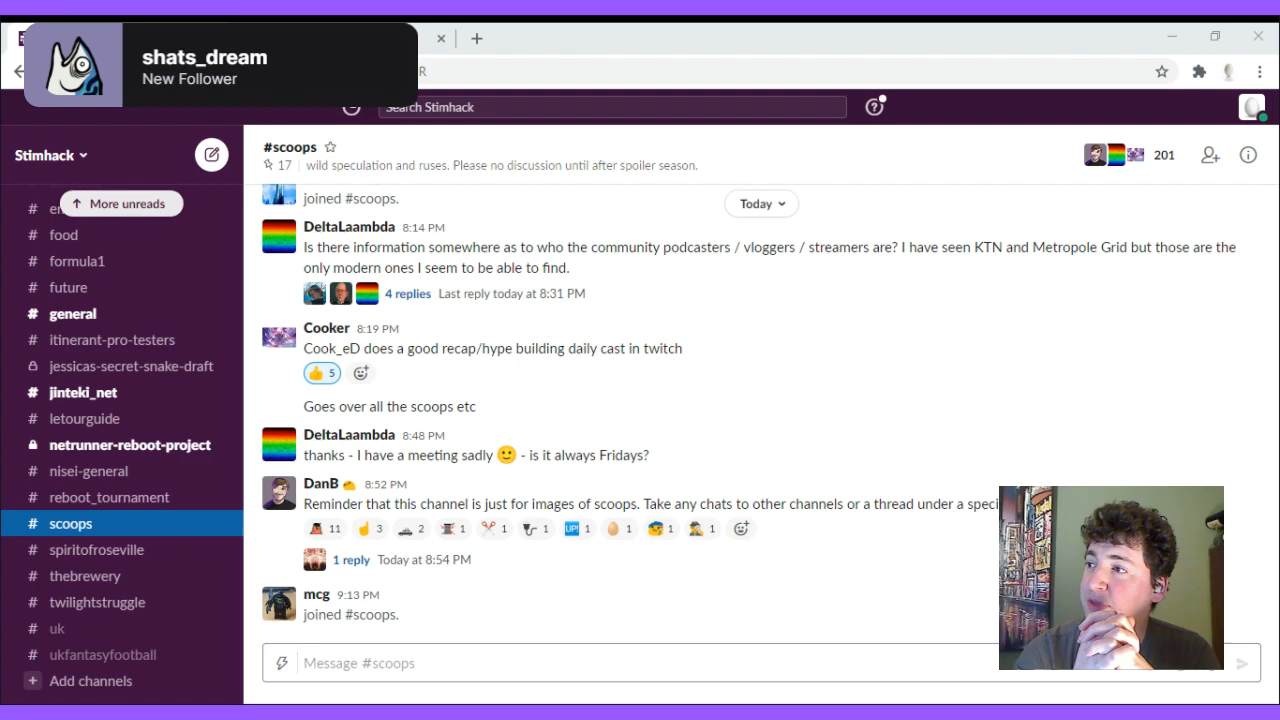 shats_dream
New Follower
R
Search Stimhack
Stimhack
More unreads
# food
# formula1
# future
# general
# itinerant-pro-testers
jessicas-secret-snake-draft
# jinteki_net
# letourguide
netrunner-reboot-project
# nisei-general
# reboot_tournament
# scoops
# spiritofroseville
# thebrewery
# twilightstruggle
# uk
# ukfantasyfootball
+ Add channels
#scoops
17 | wild speculation and ruses. Please no discussion until after spoiler season.
201
joined #scoops.
Today
DeltaLaambda 8:14 PM
Is there information somewhere as to who the community podcasters / vloggers / streamers are? I have seen KTN and Metropole Grid but those are the
only modern ones I seem to be able to find.
4 replies Last reply today at 8:31 PM
Cooker 8:19 PM
Cook_eD does a good recap/hype building daily cast in twitch
5
Goes over all the scoops etc
DeltaLaambda 8:48 PM
thanks - I have a meeting sadly 🙂 - is it always Fridays?
DanB 8:52 PM
Reminder that this channel is just for images of scoops. Take any chats to other channels or a thread under a speci
11 3 2 1 1 1 UP! 1 1 1 1
1 reply Today at 8:54 PM
mcg 9:13 PM
joined #scoops.
Message #scoops